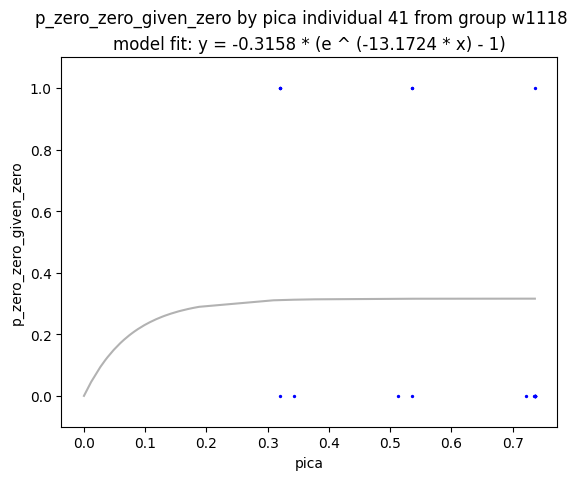 p_zero_zero_given_zero by pica individual 41 from group w1118
model fit: y = -0.3158 * (e ^ (-13.1724 * x) - 1)
1.0
0.8
0.6
0.4
0.2
0.0
p_zero_zero_given_zero
0.0 0.1 0.2 0.3 0.4 0.5 0.6 0.7
pica